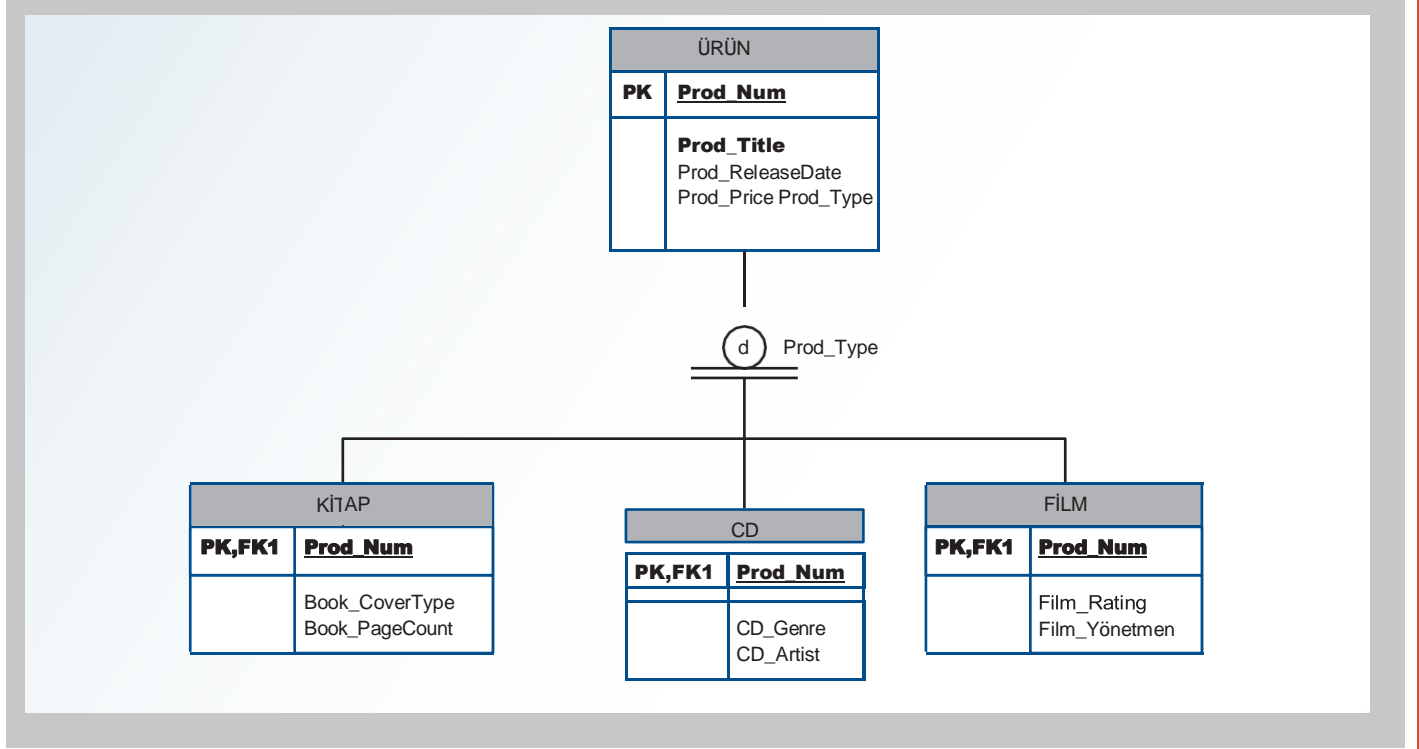 ÜRÜN
PK Prod_Num
Prod_Title
Prod_ReleaseDate
Prod_Price Prod_Type
d Prod_Type
KİTAP
PK,FK1 Prod_Num
Book_CoverType
Book_PageCount
CD
PK,FK1 Prod_Num
CD_Genre
CD_Artist
FİLM
PK,FK1 Prod_Num
Film_Rating
Film_Yönetmen